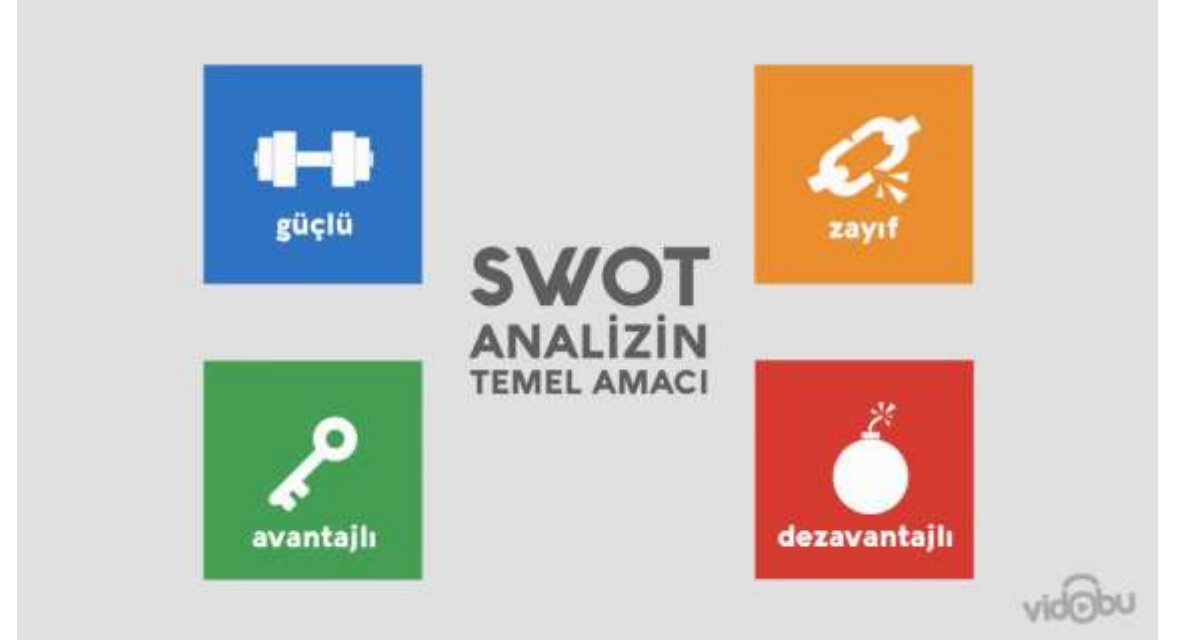 güçlü
zayıf
SWOT
ANALİZİN
TEMEL AMACI
avantajlı
dezavantajlı
vidobu